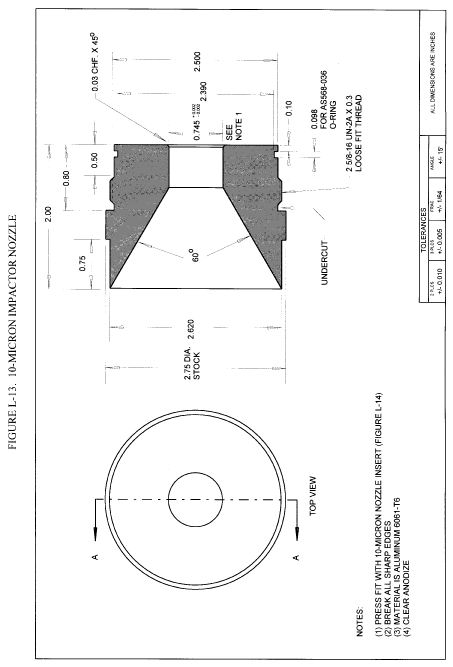 FIGURE L-13. 10-MICRON IMPACTOR NOZZLE
0.03 CHF. X 45⁰
2.500
2.390
0.745 +.002
-.002
SEE
NOTE 1
0.10
0.098
FOR AS568-036
O-RING
2 5/8-16 UN-2A X 0.3
LOOSE FIT THREAD
2.00
0.80
0.50
0.75
60⁰
UNDERCUT
2.620
2.75 DIA.
STOCK
A
A
TOP VIEW
NOTES:
(1) PRESS FIT WITH 10-MICRON NOZZLE INSERT (FIGURE L-14)
(2) BREAK ALL SHARP EDGES
(3) MATERIAL IS ALUMINUM 6061-T6
(4) CLEAR ANODIZE
TOLERANCES
2 PLCS 3 PLCS FRAC ANGLE
+/- 0.010 +/- 0.005 +/- 1/64 +/- 15'
ALL DIMENSIONS ARE INCHES